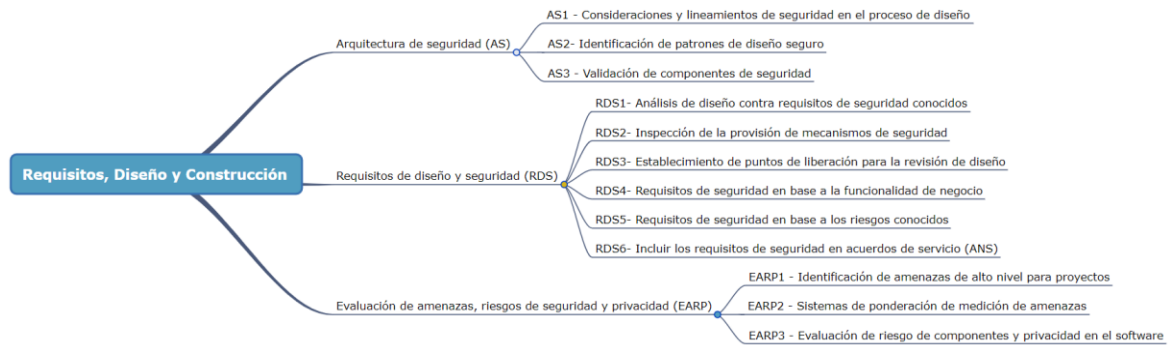 Requisitos, Diseño y Construcción
Arquitectura de seguridad (AS)
AS1 - Consideraciones y lineamientos de seguridad en el proceso de diseño
AS2- Identificación de patrones de diseño seguro
AS3 - Validación de componentes de seguridad
Requisitos de diseño y seguridad (RDS)
RDS1- Análisis de diseño contra requisitos de seguridad conocidos
RDS2- Inspección de la provisión de mecanismos de seguridad
RDS3- Establecimiento de puntos de liberación para la revisión de diseño
RDS4- Requisitos de seguridad en base a la funcionalidad de negocio
RDS5- Requisitos de seguridad en base a los riesgos conocidos
RDS6- Incluir los requisitos de seguridad en acuerdos de servicio (ANS)
Evaluación de amenazas, riesgos de seguridad y privacidad (EARP)
EARP1 - Identificación de amenazas de alto nivel para proyectos
EARP2 - Sistemas de ponderación de medición de amenazas
EARP3 - Evaluación de riesgo de componentes y privacidad en el software